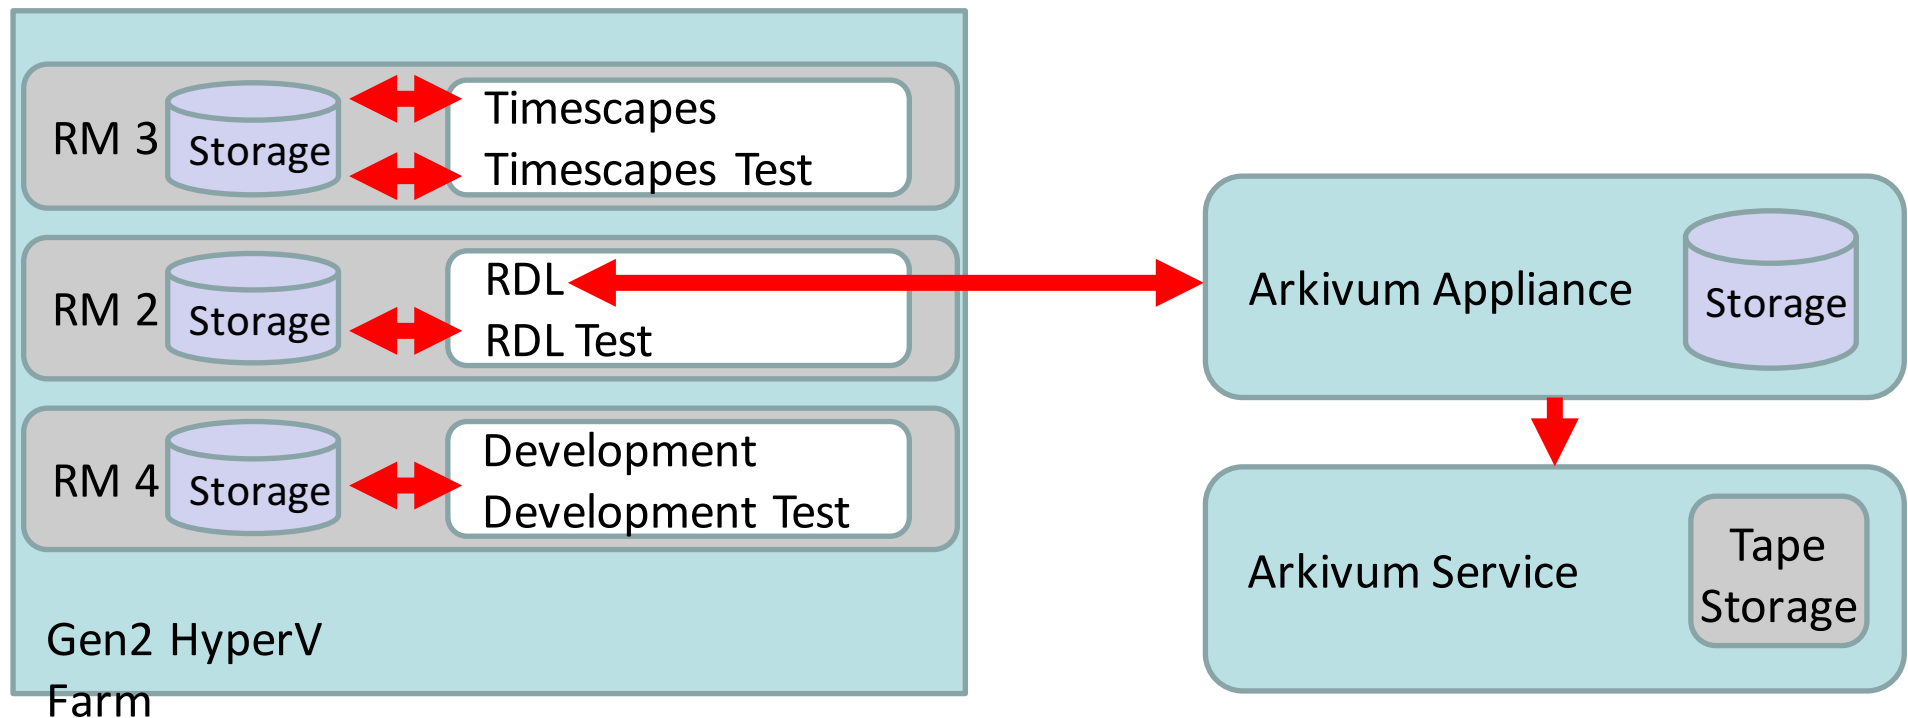 RM 3
Storage
Timescapes
Timescapes Test
RM 2
Storage
RDL
RDL Test
RM 4
Storage
Development
Development Test
Gen2 HyperV
Farm
Arkivum Appliance
Storage
Arkivum Service
Tape
Storage